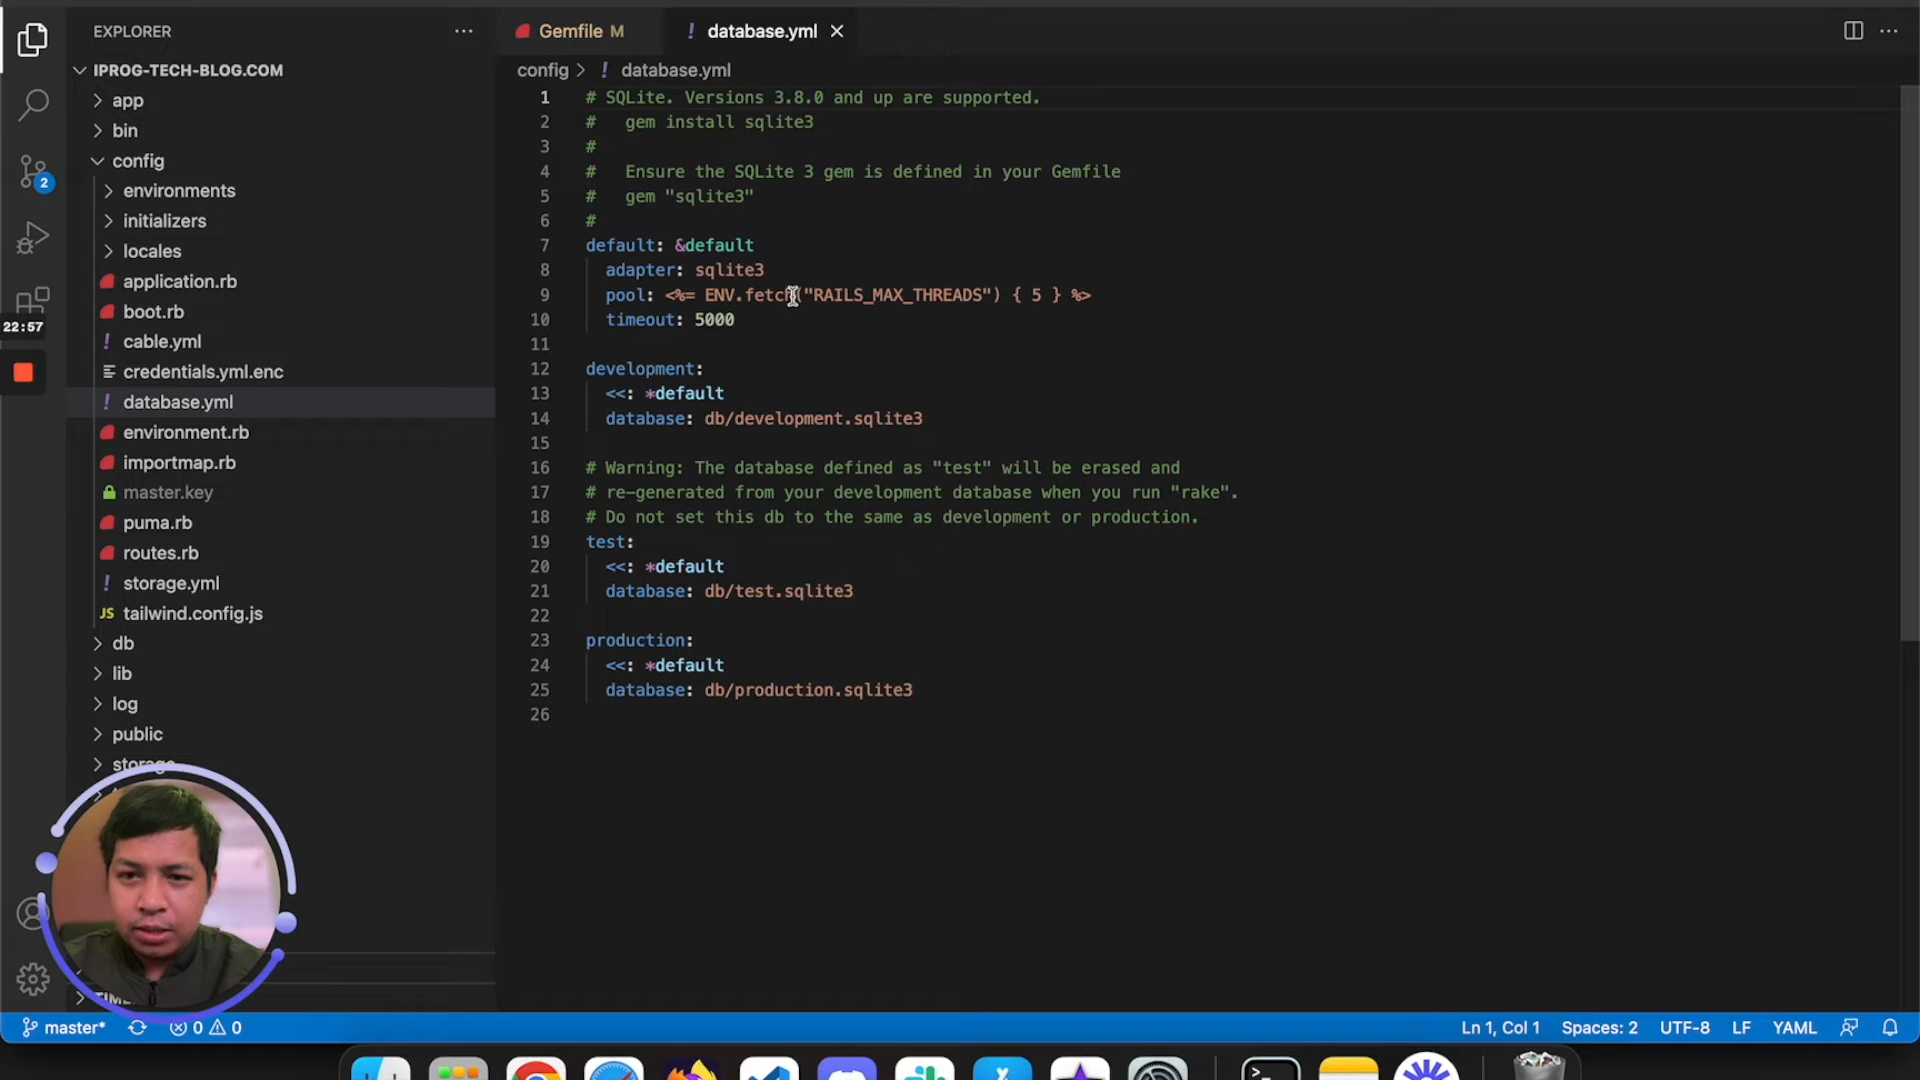 EXPLORER
Gemfile M
! database.yml
IPROG-TECH-BLOG.COM
config > ! database.yml
app
bin
config
environments
initializers
locales
application.rb
boot.rb
! cable.yml
credentials.yml.enc
! database.yml
environment.rb
importmap.rb
master.key
puma.rb
routes.rb
! storage.yml
JS tailwind.config.js
db
lib
log
public
storage
2
22:57
1 # SQLite. Versions 3.8.0 and up are supported.
2 #   gem install sqlite3
3 #
4 #   Ensure the SQLite 3 gem is defined in your Gemfile
5 #   gem "sqlite3"
6 #
7 default: &default
8   adapter: sqlite3
9   pool: <%= ENV.fetch("RAILS_MAX_THREADS") { 5 } %>
10   timeout: 5000
11
12 development:
13   <<: *default
14   database: db/development.sqlite3
15
16 # Warning: The database defined as "test" will be erased and
17 # re-generated from your development database when you run "rake".
18 # Do not set this db to the same as development or production.
19 test:
20   <<: *default
21   database: db/test.sqlite3
22
23 production:
24   <<: *default
25   database: db/production.sqlite3
26
master*
0 0
Ln 1, Col 1
Spaces: 2
UTF-8
LF
YAML